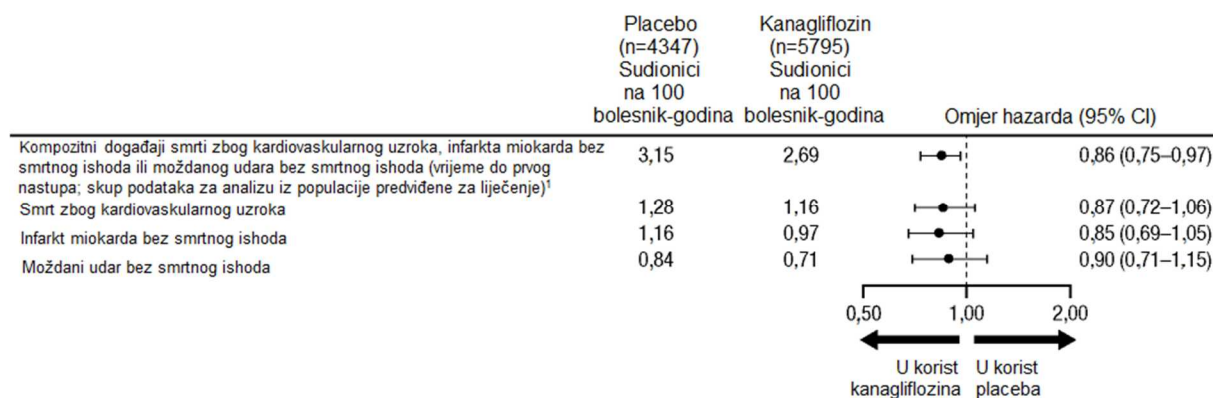 Placebo
(n=4347)
Sudionici
na 100
bolesnik-godina
Kanagliflozin
(n=5795)
Sudionici
na 100
bolesnik-godina
Omjer hazarda (95% CI)
Kompozitni događaji smrti zbog kardiovaskularnog uzroka, infarkta miokarda bez
smrtnog ishoda ili moždanog udara bez smrtnog ishoda (vrijeme do prvog
nastupa; skup podataka za analizu iz populacije predviđene za liječenje)¹
3,15 2,69 0,86 (0,75–0,97)
Smrt zbog kardiovaskularnog uzroka 1,28 1,16 0,87 (0,72–1,06)
Infarkt miokarda bez smrtnog ishoda 1,16 0,97 0,85 (0,69–1,05)
Moždani udar bez smrtnog ishoda 0,84 0,71 0,90 (0,71–1,15)
0,50 1,00 2,00
U korist
kanagliflozina
U korist
placeba